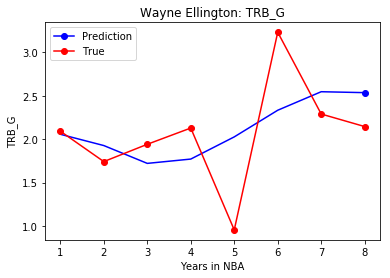 Wayne Ellington: TRB_G
Prediction
True
3.0
2.5
2.0
1.5
1.0
TRB_G
1 2 3 4 5 6 7 8
Years in NBA